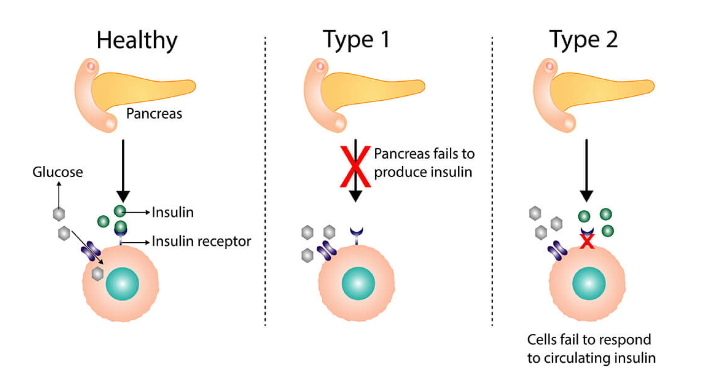 Healthy
Type 1
Type 2
Pancreas
Pancreas fails to
produce insulin
Glucose
Insulin
Insulin receptor
Cells fail to respond
to circulating insulin